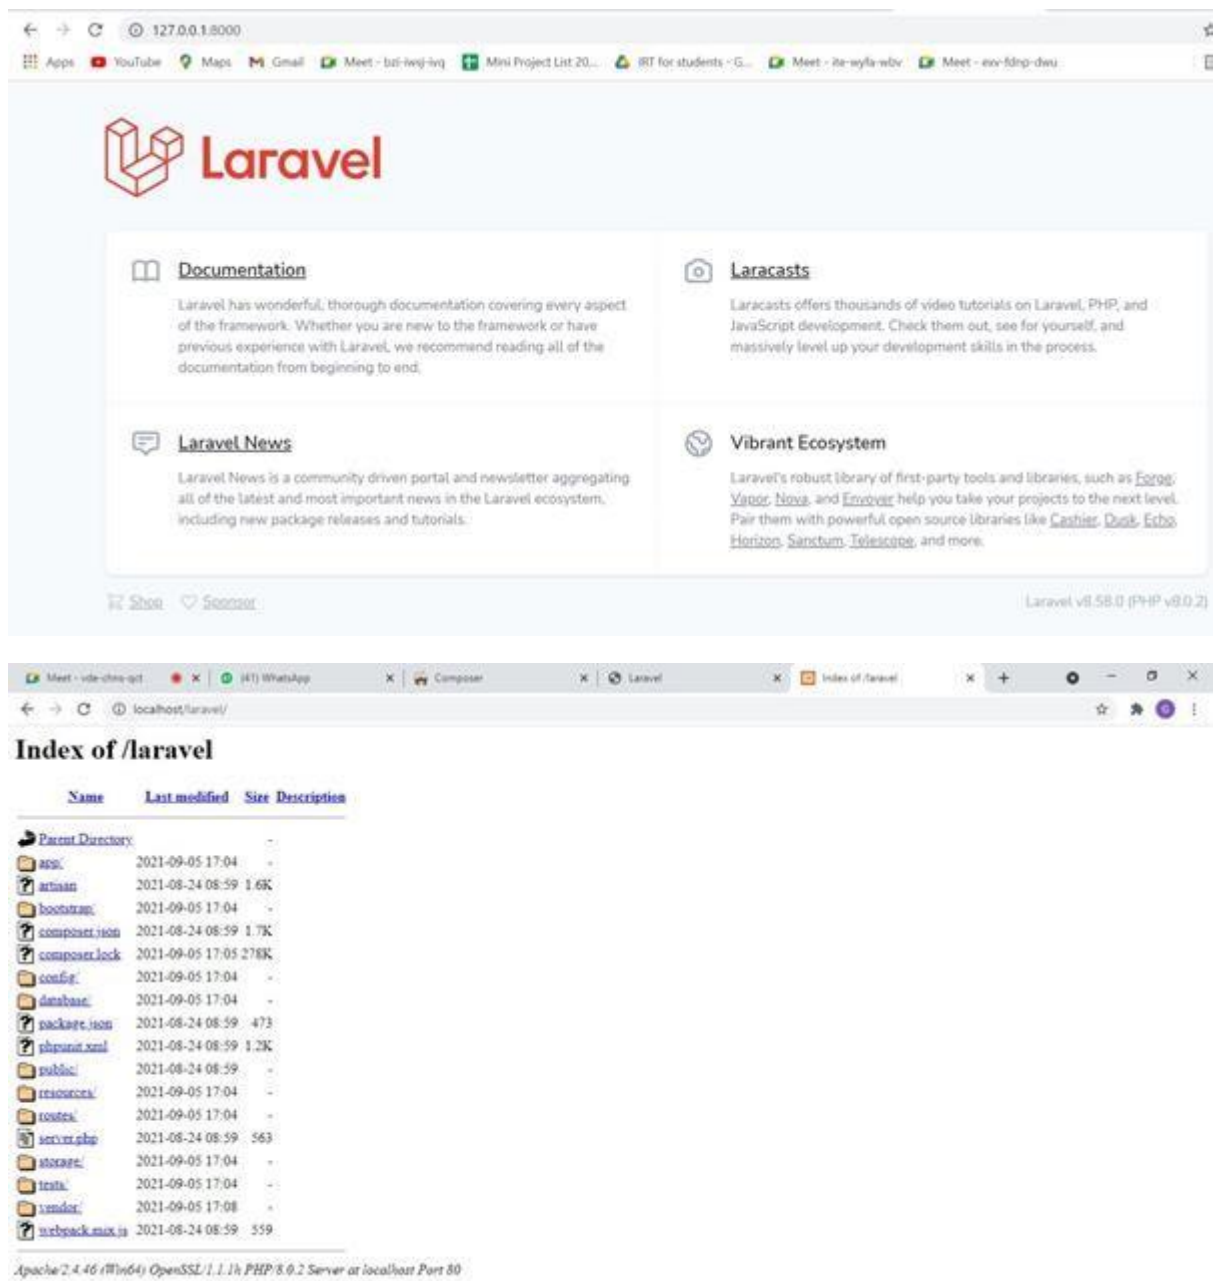 127.0.0.1:8000
Apps YouTube Maps Gmail Meet - bzi-iwsj-ivq Mini Project List 20... IRT for students - G... Meet - ite-wyfa-wbv Meet - exv-fdnp-dwu
Laravel
Documentation
Laravel has wonderful, thorough documentation covering every aspect
of the framework. Whether you are new to the framework or have
previous experience with Laravel, we recommend reading all of the
documentation from beginning to end.
Laracasts
Laracasts offers thousands of video tutorials on Laravel, PHP, and
JavaScript development. Check them out, see for yourself, and
massively level up your development skills in the process.
Laravel News
Laravel News is a community driven portal and newsletter aggregating
all of the latest and most important news in the Laravel ecosystem,
including new package releases and tutorials.
Vibrant Ecosystem
Laravel's robust library of first-party tools and libraries, such as Forge,
Vapor, Nova, and Envoyer help you take your projects to the next level.
Pair them with powerful open source libraries like Cashier, Dusk, Echo,
Horizon, Sanctum, Telescope, and more.
Shop Sponsor Laravel v8.58.0 (PHP v8.0.2)
Meet - vde-chns-qct (41) WhatsApp Composer Laravel Index of /laravel
localhost/laravel/ G
Index of /laravel
Name Last modified Size Description
Parent Directory -
app/ 2021-09-05 17:04 -
artisan 2021-08-24 08:59 1.6K
bootstrap/ 2021-09-05 17:04 -
composer.json 2021-08-24 08:59 1.7K
composer.lock 2021-09-05 17:05 278K
config/ 2021-09-05 17:04 -
database/ 2021-09-05 17:04 -
package.json 2021-08-24 08:59 473
phpunit.xml 2021-08-24 08:59 1.2K
public/ 2021-08-24 08:59 -
resources/ 2021-09-05 17:04 -
routes/ 2021-09-05 17:04 -
server.php 2021-08-24 08:59 563
storage/ 2021-09-05 17:04 -
tests/ 2021-09-05 17:04 -
vendor/ 2021-09-05 17:08 -
webpack.mix.js 2021-08-24 08:59 559
Apache/2.4.46 (Win64) OpenSSL/1.1.1h PHP/8.0.2 Server at localhost Port 80